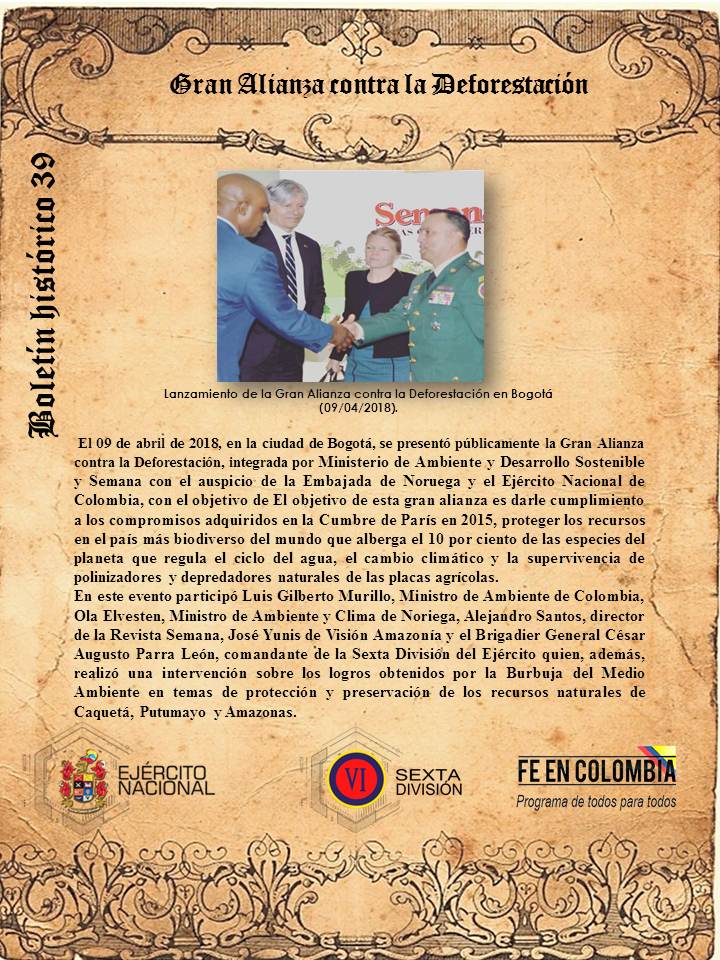 Gran Alianza contra la Deforestación
Boletín histórico 39
Seman
Lanzamiento de la Gran Alianza contra la Deforestación en Bogotá
(09/04/2018).
El 09 de abril de 2018, en la ciudad de Bogotá, se presentó públicamente la Gran Alianza
contra la Deforestación, integrada por Ministerio de Ambiente y Desarrollo Sostenible
y Semana con el auspicio de la Embajada de Noruega y el Ejército Nacional de
Colombia, con el objetivo de El objetivo de esta gran alianza es darle cumplimiento
a los compromisos adquiridos en la Cumbre de París en 2015, proteger los recursos
en el país más biodiverso del mundo que alberga el 10 por ciento de las especies del
planeta que regula el ciclo del agua, el cambio climático y la supervivencia de
polinizadores y depredadores naturales de las placas agrícolas.
En este evento participó Luis Gilberto Murillo, Ministro de Ambiente de Colombia,
Ola Elvesten, Ministro de Ambiente y Clima de Noriega, Alejandro Santos, director
de la Revista Semana, José Yunis de Visión Amazonía y el Brigadier General César
Augusto Parra León, comandante de la Sexta División del Ejército quien, además,
realizó una intervención sobre los logros obtenidos por la Burbuja del Medio
Ambiente en temas de protección y preservación de los recursos naturales de
Caquetá, Putumayo y Amazonas.
EJÉRCITO
NACIONAL
VI
SEXTA
DIVISIÓN
FE EN COLOMBIA
Programa de todos para todos